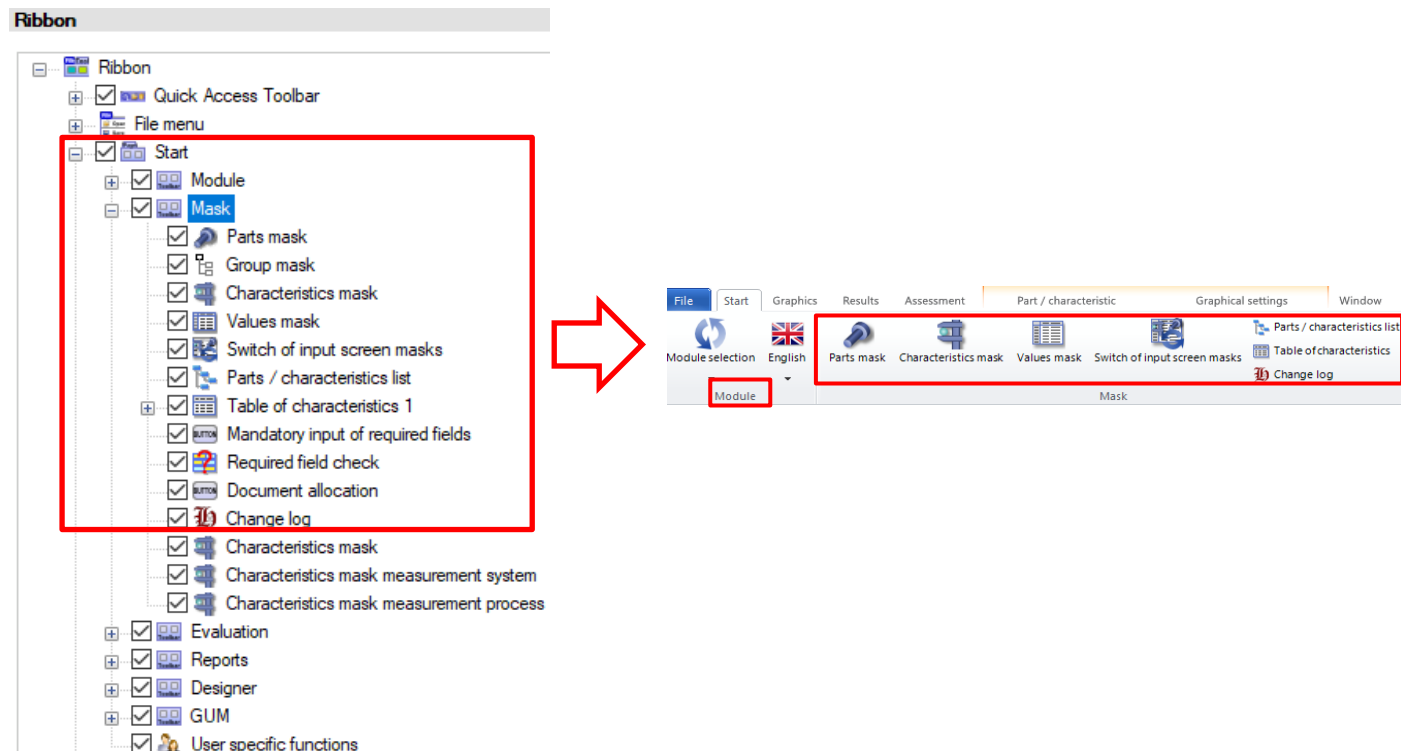 Ribbon
Ribbon
Quick Access Toolbar
File menu
Start
Module
Mask
Parts mask
Group mask
Characteristics mask
Values mask
Switch of input screen masks
Parts / characteristics list
Table of characteristics 1
Mandatory input of required fields
Required field check
Document allocation
Change log
Characteristics mask
Characteristics mask measurement system
Characteristics mask measurement process
Evaluation
Reports
Designer
GUM
User specific functions
File Start Graphics Results Assessment Part / characteristic Graphical settings Window
Module selection English Parts mask Characteristics mask Values mask Switch of input screen masks
Parts / characteristics list
Table of characteristics
Change log
Module Mask